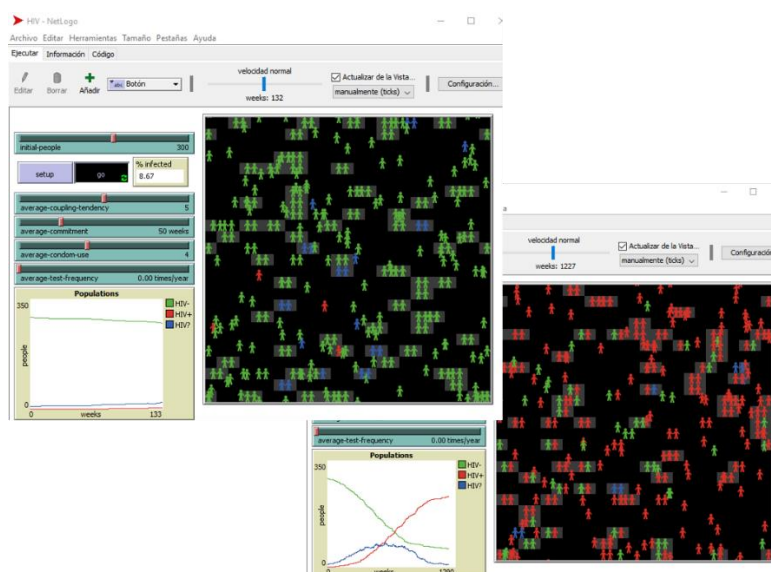 HIV - NetLogo
Archivo Editar Herramientas Tamaño Pestañas Ayuda
Ejecutar Información Código
Editar Borrar Añadir abc Botón
velocidad normal
weeks: 132
Actualizar de la Vista...
manualmente (ticks)
Configuración...
initial-people 300
setup go % infected
8.67
average-coupling-tendency 5
average-commitment 50 weeks
average-condom-use 4
average-test-frequency 0.00 times/year
Populations
350
people
0
0 weeks 133
HIV-
HIV+
HIV?
a
velocidad normal
weeks: 1227
Actualizar de la Vista...
manualmente (ticks)
Configuración
average-test-frequency 0.00 times/year
Populations
350
people
0
0 weeks
HIV-
HIV+
HIV?